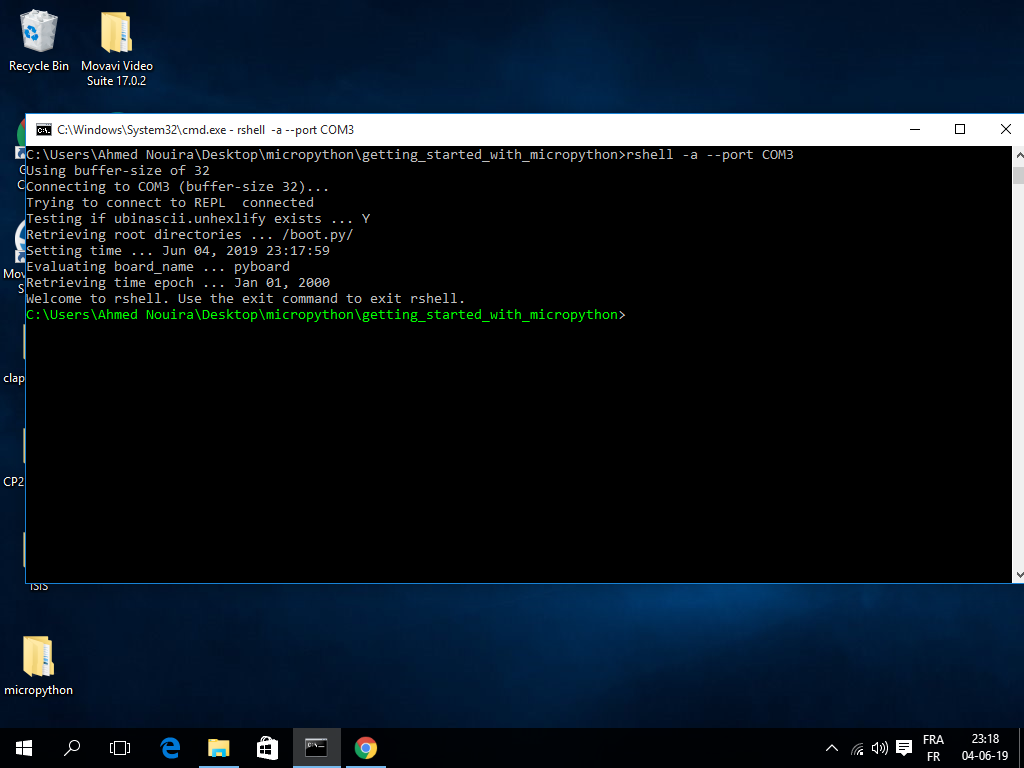 Recycle Bin
Movavi Video
Suite 17.0.2
C:\Windows\System32\cmd.exe - rshell  -a --port COM3
C:\Users\Ahmed Nouira\Desktop\micropython\getting_started_with_micropython>rshell -a --port COM3
Using buffer-size of 32
Connecting to COM3 (buffer-size 32)...
Trying to connect to REPL  connected
Testing if ubinascii.unhexlify exists ... Y
Retrieving root directories ... /boot.py/
Setting time ... Jun 04, 2019 23:17:59
Evaluating board_name ... pyboard
Retrieving time epoch ... Jan 01, 2000
Welcome to rshell. Use the exit command to exit rshell.
C:\Users\Ahmed Nouira\Desktop\micropython\getting_started_with_micropython>
Mov
clap
CP2
ISIS
micropython
FRA
FR
23:18
04-06-19